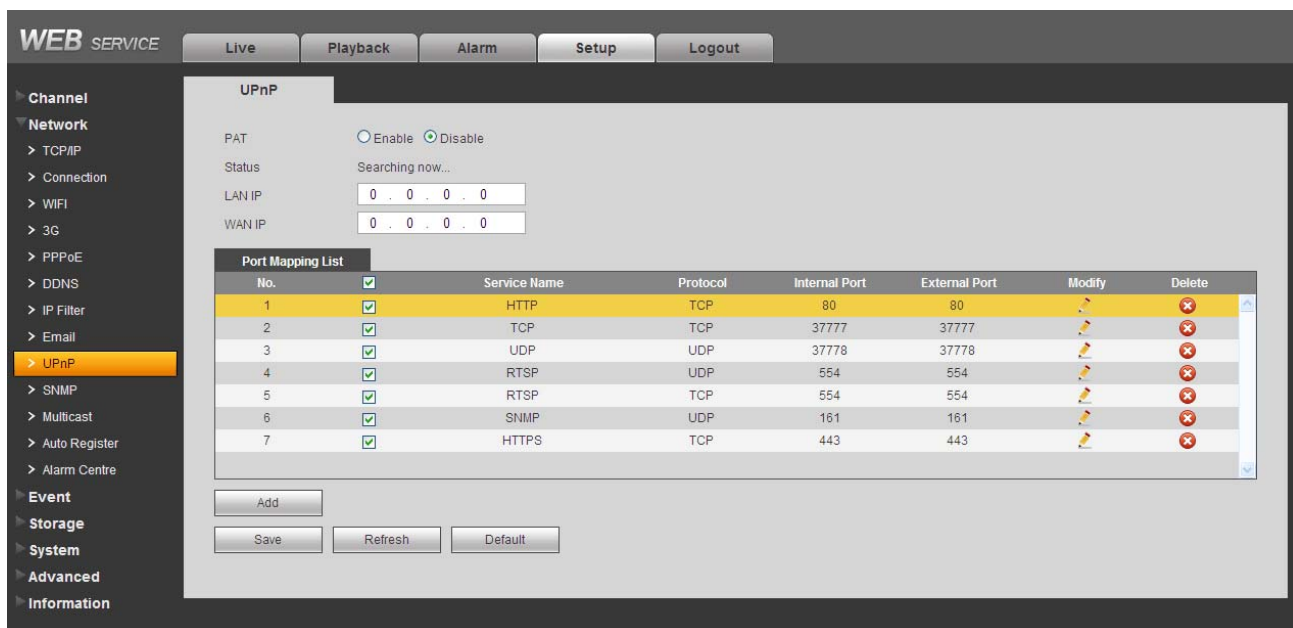 WEB SERVICE
Live Playback Alarm Setup Logout
Channel
Network
> TCP/IP
> Connection
> WIFI
> 3G
> PPPoE
> DDNS
> IP Filter
> Email
> UPnP
> SNMP
> Multicast
> Auto Register
> Alarm Centre
Event
Storage
System
Advanced
Information
UPnP
PAT Enable Disable
Status Searching now...
LAN IP 0 . 0 . 0 . 0
WAN IP 0 . 0 . 0 . 0
Port Mapping List
No. Service Name Protocol Internal Port External Port Modify Delete
1 HTTP TCP 80 80
2 TCP TCP 37777 37777
3 UDP UDP 37778 37778
4 RTSP UDP 554 554
5 RTSP TCP 554 554
6 SNMP UDP 161 161
7 HTTPS TCP 443 443
Add
Save Refresh Default